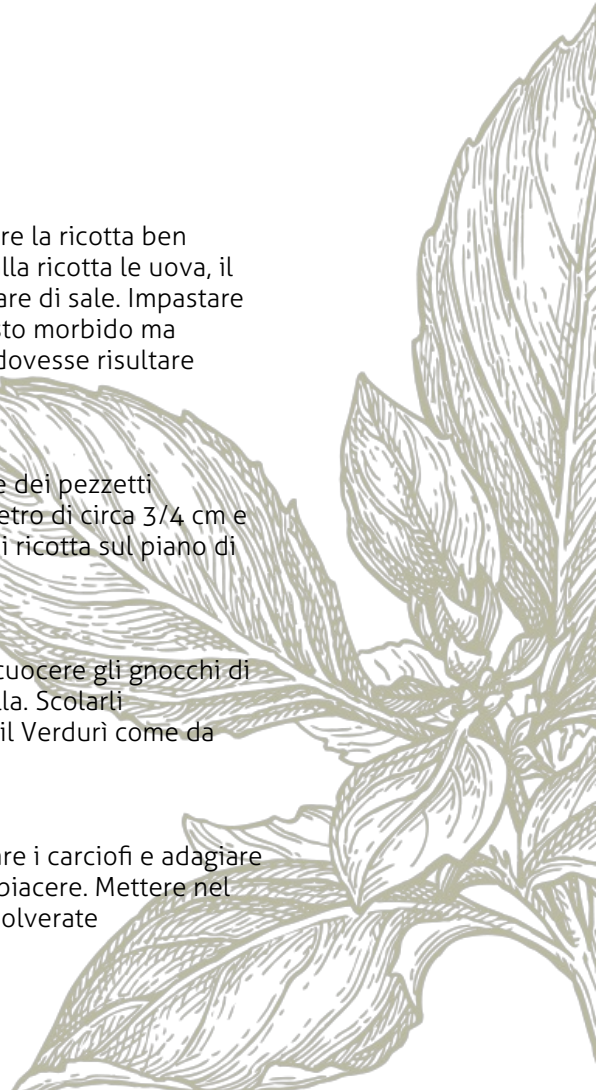 re la ricotta ben
lla ricotta le uova, il
are di sale. Impastare
sto morbido ma
dovesse risultare
e dei pezzetti
etro di circa 3/4 cm e
i ricotta sul piano di
cuocere gli gnocchi di
lla. Scolarli
il Verdurì come da
are i carciofi e adagiare
piacere. Mettere nel
olverate